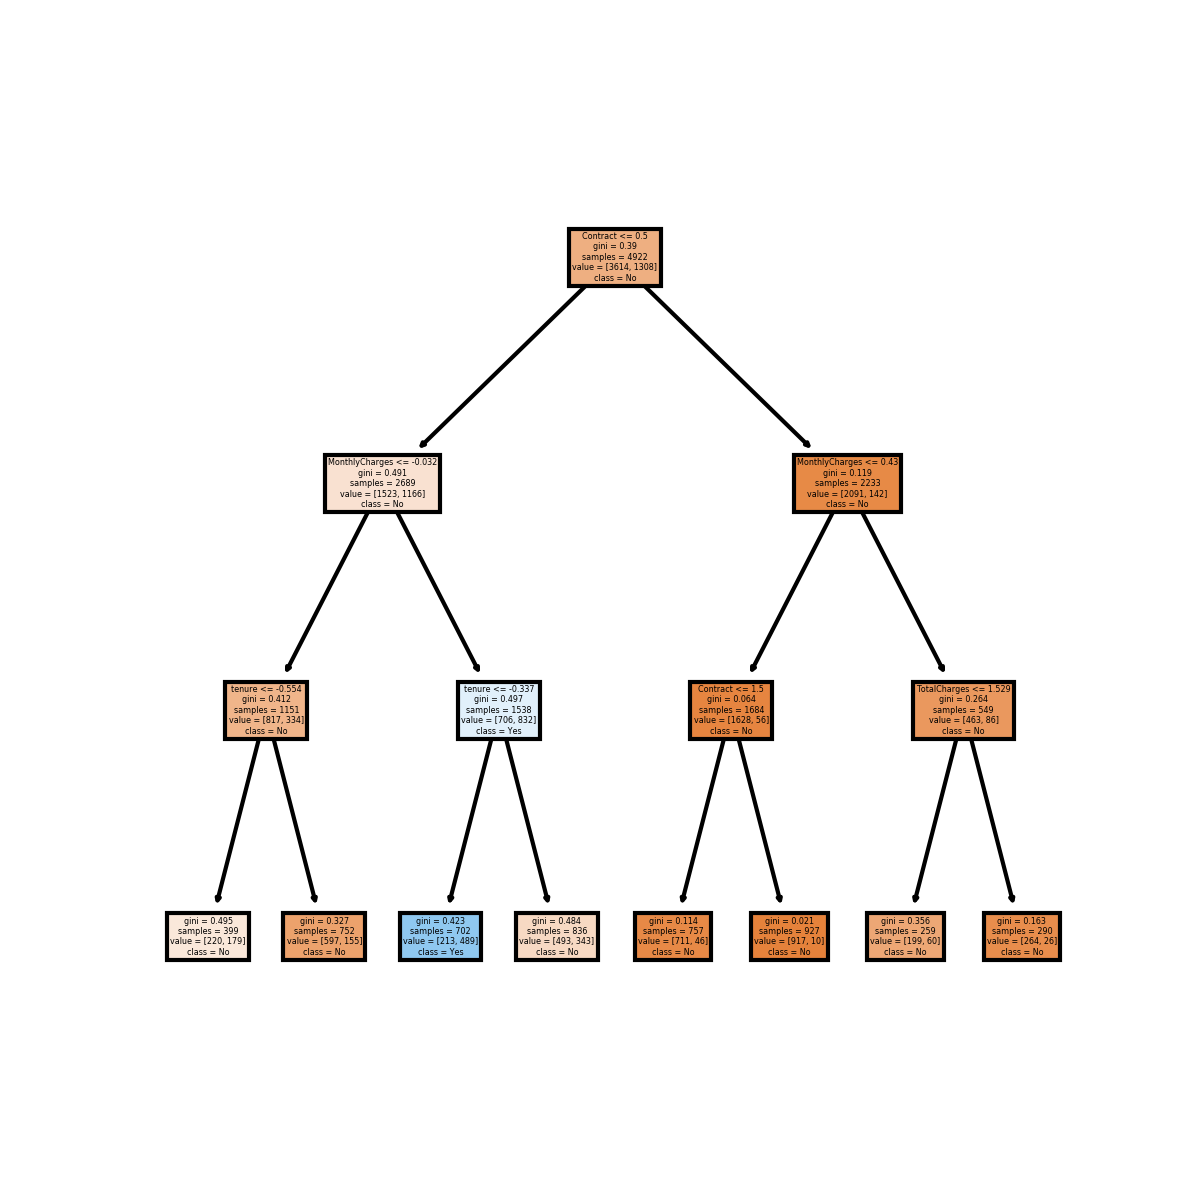 Contract <= 0.5
gini = 0.39
samples = 4922
value = [3614, 1308]
class = No
MonthlyCharges <= -0.032
gini = 0.491
samples = 2689
value = [1523, 1166]
class = No
MonthlyCharges <= 0.43
gini = 0.119
samples = 2233
value = [2091, 142]
class = No
tenure <= -0.554
gini = 0.412
samples = 1151
value = [817, 334]
class = No
tenure <= -0.337
gini = 0.497
samples = 1538
value = [706, 832]
class = Yes
Contract <= 1.5
gini = 0.064
samples = 1684
value = [1628, 56]
class = No
TotalCharges <= 1.529
gini = 0.264
samples = 549
value = [463, 86]
class = No
gini = 0.495
samples = 399
value = [220, 179]
class = No
gini = 0.327
samples = 752
value = [597, 155]
class = No
gini = 0.423
samples = 702
value = [213, 489]
class = Yes
gini = 0.484
samples = 836
value = [493, 343]
class = No
gini = 0.114
samples = 757
value = [711, 46]
class = No
gini = 0.021
samples = 927
value = [917, 10]
class = No
gini = 0.356
samples = 259
value = [199, 60]
class = No
gini = 0.163
samples = 290
value = [264, 26]
class = No